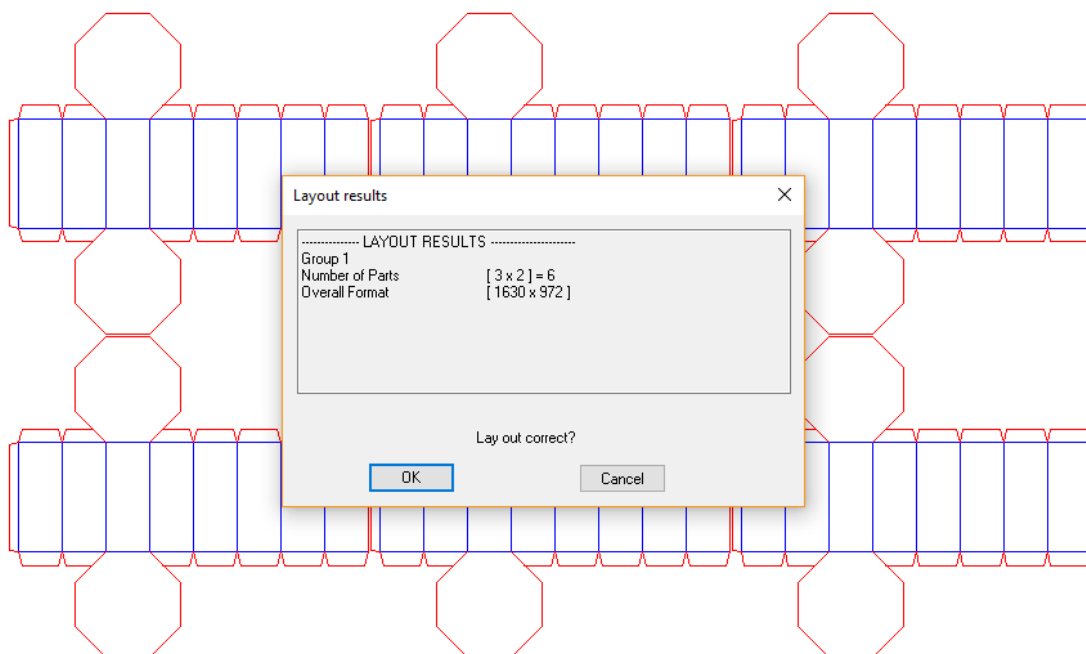 Layout results
-------------- LAYOUT RESULTS ---------------------
Group 1
Number of Parts [ 3 x 2 ] = 6
Overall Format [ 1630 x 972 ]
Lay out correct?
OK
Cancel